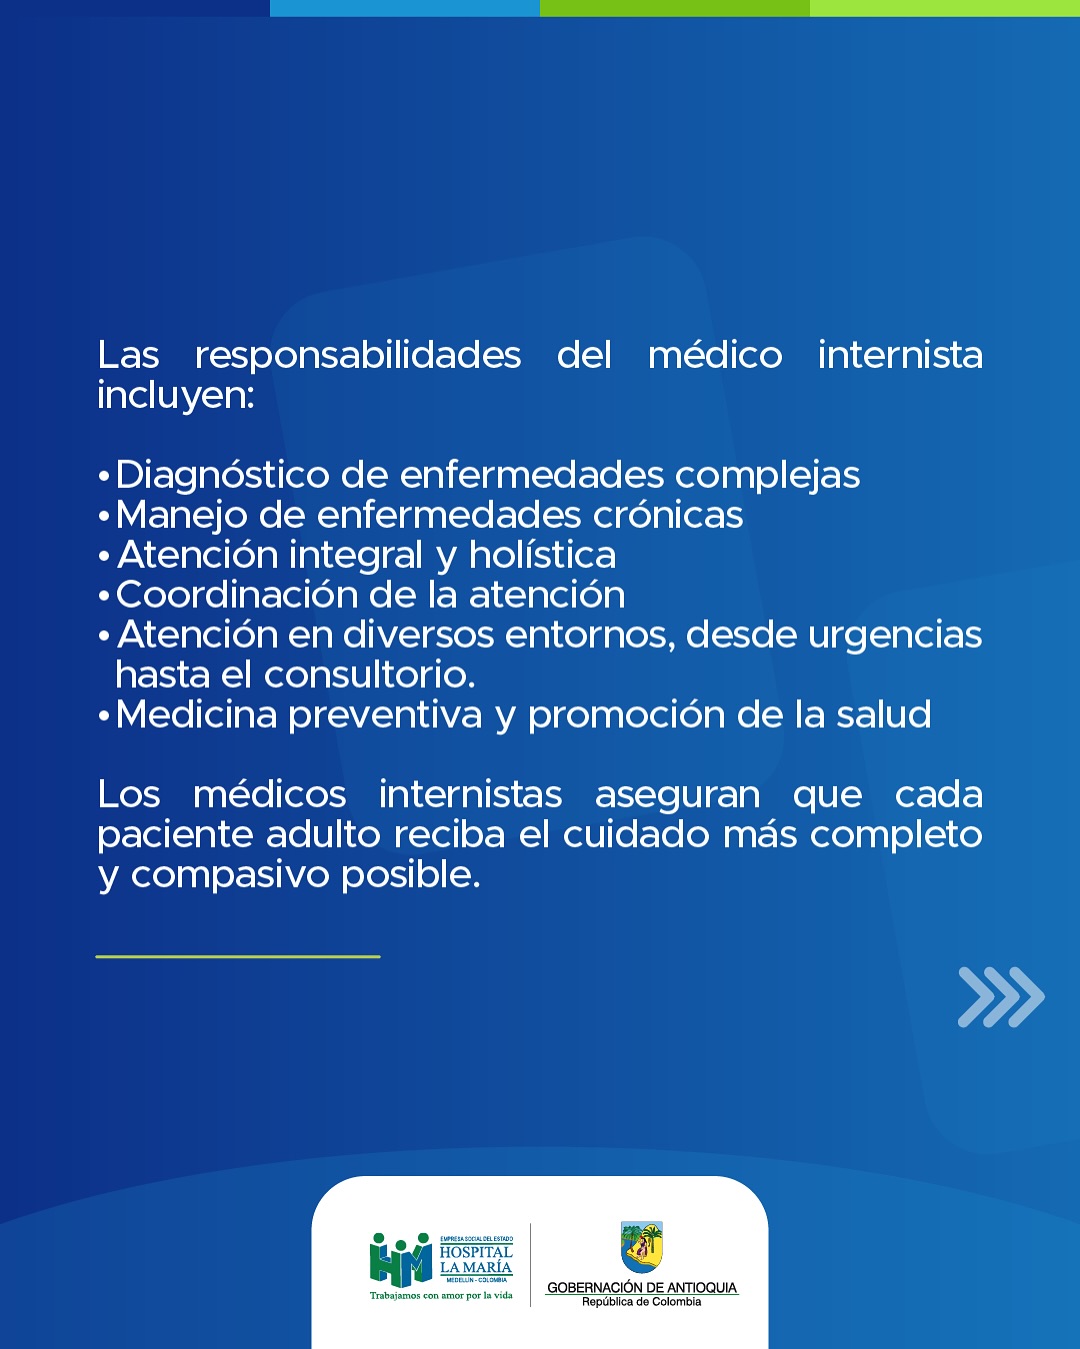 Las responsabilidades del médico internista
incluyen:
• Diagnóstico de enfermedades complejas
• Manejo de enfermedades crónicas
• Atención integral y holística
• Coordinación de la atención
• Atención en diversos entornos, desde urgencias
hasta el consultorio.
• Medicina preventiva y promoción de la salud
Los médicos internistas aseguran que cada
paciente adulto reciba el cuidado más completo
y compasivo posible.
HM
EMPRESA SOCIAL DEL ESTADO
HOSPITAL
LA MARÍA
MEDELLÍN - COLOMBIA
Trabajamos con amor por la vida
GOBERNACIÓN DE ANTIOQUIA
República de Colombia